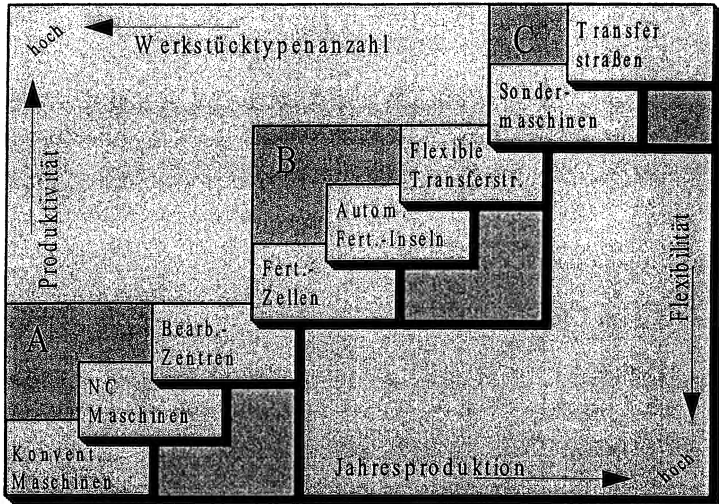 hoch
Werkstücktypenanzahl
C
Transfer
straßen
Sonder-
maschinen
Produktivität
B
Flexible
Transferstr.
Autom.
Fert.-Inseln
Fert.-
Zellen
Flexibilität
A
Bearb.-
Zentren
NC
Maschinen
Konvent.
Maschinen
Jahresproduktion
hoch